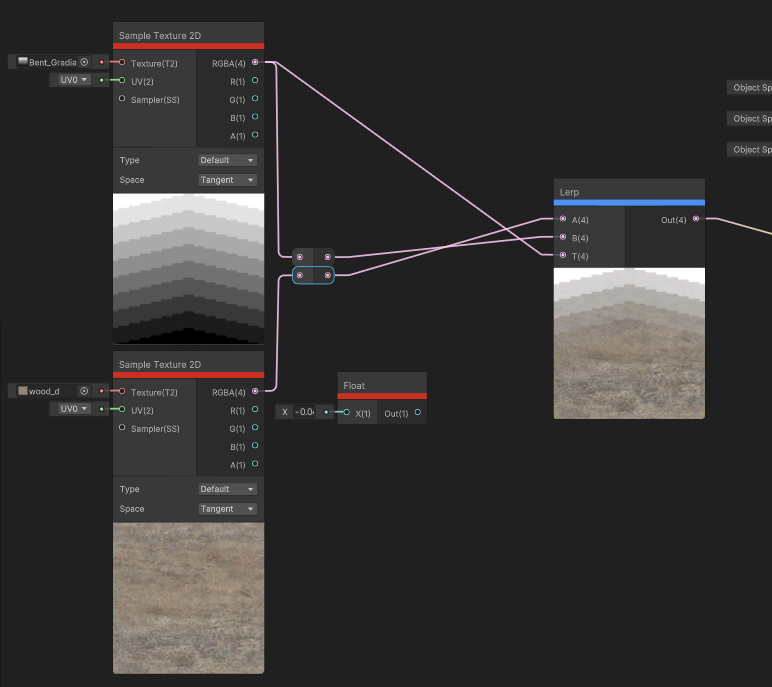 Sample Texture 2D
Bent_Gradia
Texture(T2)
RGBA(4)
UV0
UV(2)
R(1)
Sampler(SS)
G(1)
B(1)
A(1)
Type
Default
Space
Tangent
Object Sp
Object Sp
Object Sp
Lerp
A(4)
Out(4)
B(4)
T(4)
Sample Texture 2D
wood_d
Texture(T2)
RGBA(4)
UV0
UV(2)
R(1)
Sampler(SS)
G(1)
B(1)
A(1)
Type
Default
Space
Tangent
Float
X
-0.0
X(1)
Out(1)